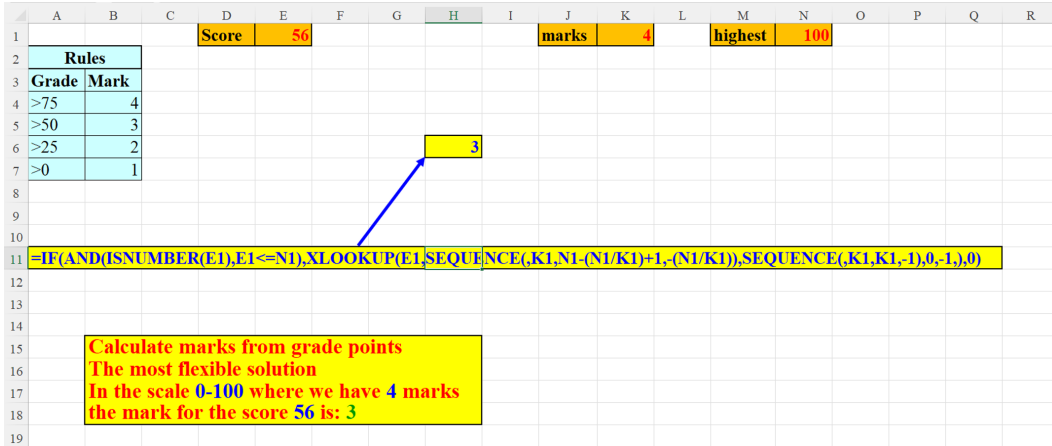 A B C D E F G H I J K L M N O P Q R
1 Score 56 marks 4 highest 100
2 Rules
3 Grade Mark
4 >75 4
5 >50 3
6 >25 2 3
7 >0 1
8
9
10
11 =IF(AND(ISNUMBER(E1),E1<=N1),XLOOKUP(E1,SEQUENCE(,K1,N1-(N1/K1)+1,-(N1/K1)),SEQUENCE(,K1,K1,-1),0,-1,),0)
12
13
14
15 Calculate marks from grade points
16 The most flexible solution
17 In the scale 0-100 where we have 4 marks
18 the mark for the score 56 is: 3
19